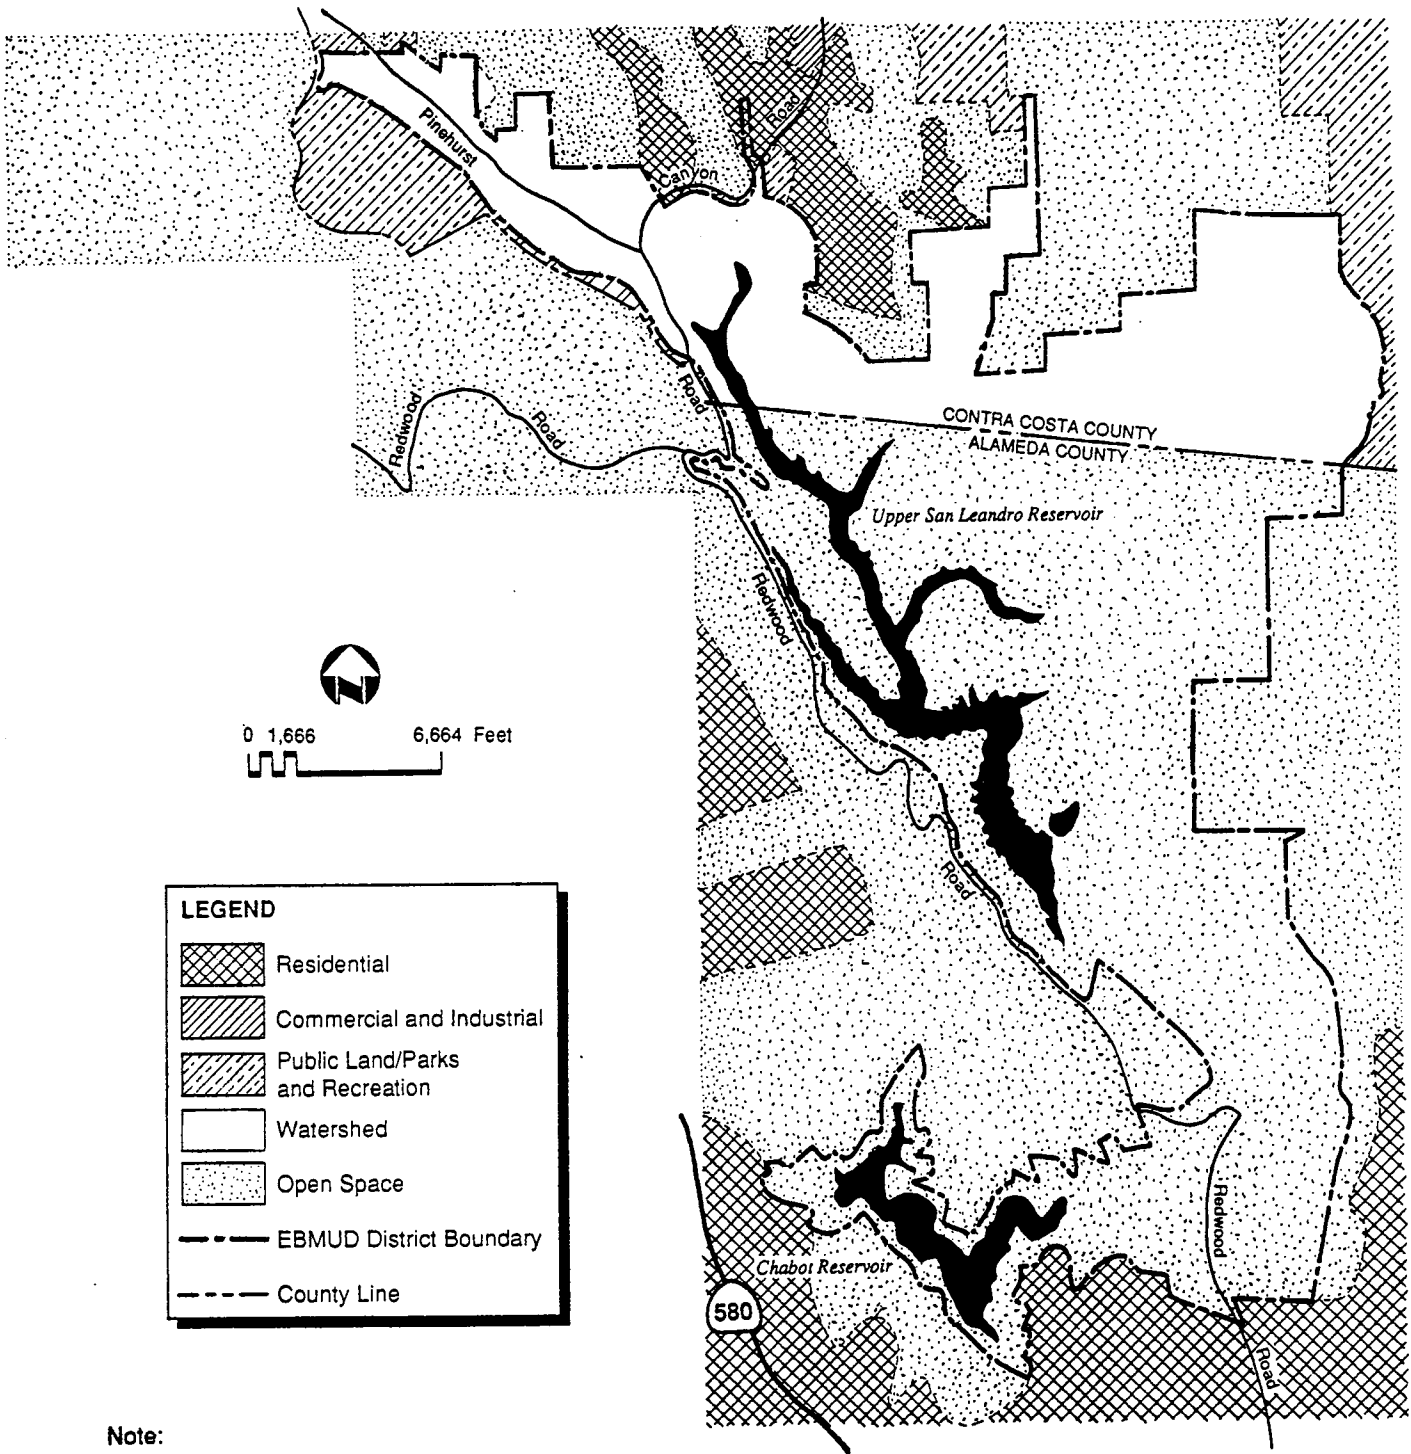 Pinehurst
Road
Canyon
Road
Redwood
Road
CONTRA COSTA COUNTY
ALAMEDA COUNTY
Upper San Leandro Reservoir
Redwood
Road
Redwood
Road
Chabot Reservoir
580
N
0 1,666 6,664 Feet
LEGEND
Residential
Commercial and Industrial
Public Land/Parks
and Recreation
Watershed
Open Space
EBMUD District Boundary
County Line
Note: